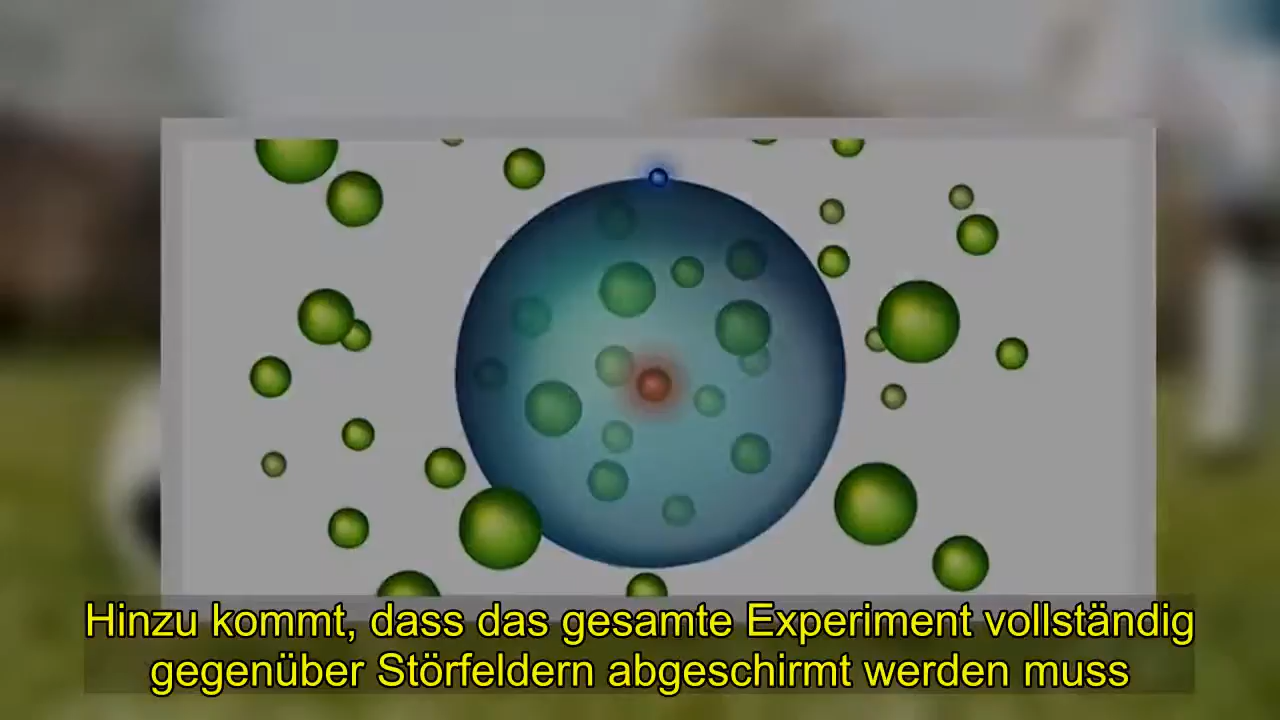 Hinzu kommt, dass das gesamte Experiment vollständig
gegenüber Störfeldern abgeschirmt werden muss